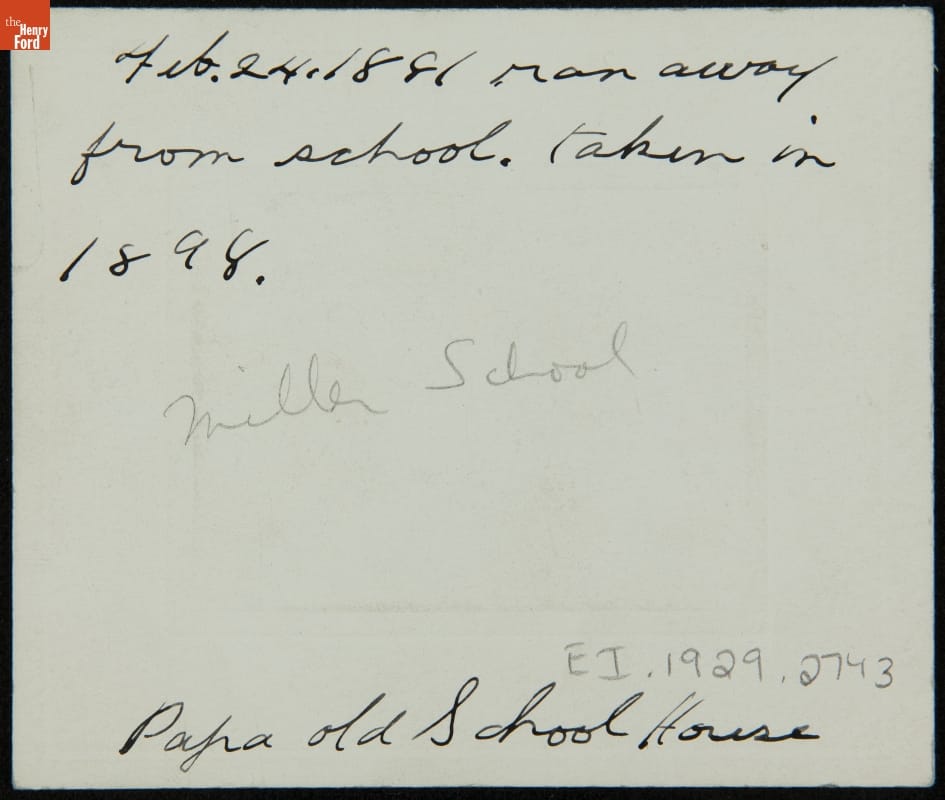 the
Henry
Ford
Feb. 24. 1881 ran away
from school. taken in
1898.
Miller School
EI.1929.2743
Papa old School House